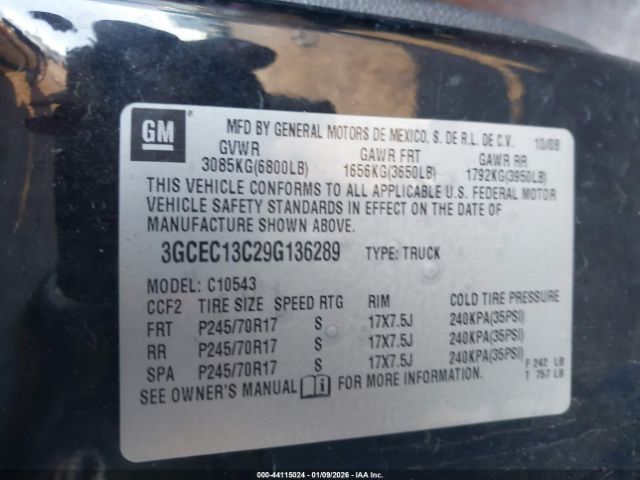 GM ® MFD BY GENERAL MOTORS DE MEXICO, S. DE R.L. DE C.V. 10/08
GVWR GAWR FRT GAWR RR
3085KG(6800LB) 1656KG(3650LB) 1792KG(3950LB)
THIS VEHICLE CONFORMS TO ALL APPLICABLE U.S. FEDERAL MOTOR
VEHICLE SAFETY STANDARDS IN EFFECT ON THE DATE OF
MANUFACTURE SHOWN ABOVE.
3GCEC13C29G136289 TYPE: TRUCK
MODEL: C10543
CCF2 TIRE SIZE SPEED RTG RIM COLD TIRE PRESSURE
FRT P245/70R17 S 17X7.5J 240KPA(35PSI)
RR P245/70R17 S 17X7.5J 240KPA(35PSI)
SPA P245/70R17 S 17X7.5J 240KPA(35PSI)
F 242 LB
T 757 LB
SEE OWNER'S MANUAL i FOR MORE INFORMATION.
000-44115024 - 01/09/2026 - IAA Inc.